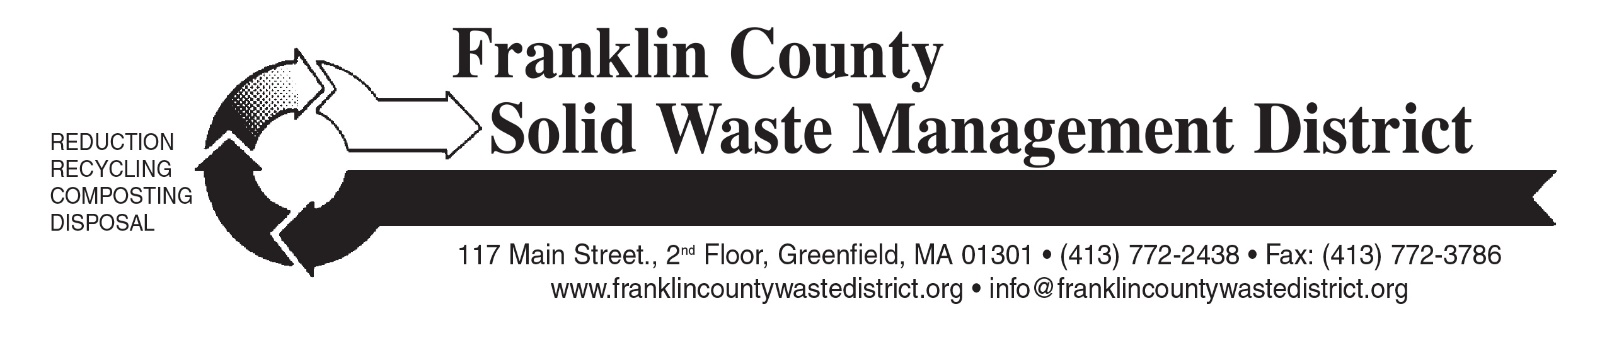 Franklin County
Solid Waste Management District
REDUCTION
RECYCLING
COMPOSTING
DISPOSAL
117 Main Street., 2nd Floor, Greenfield, MA 01301 • (413) 772-2438 • Fax: (413) 772-3786
www.franklincountywastedistrict.org • info@franklincountywastedistrict.org